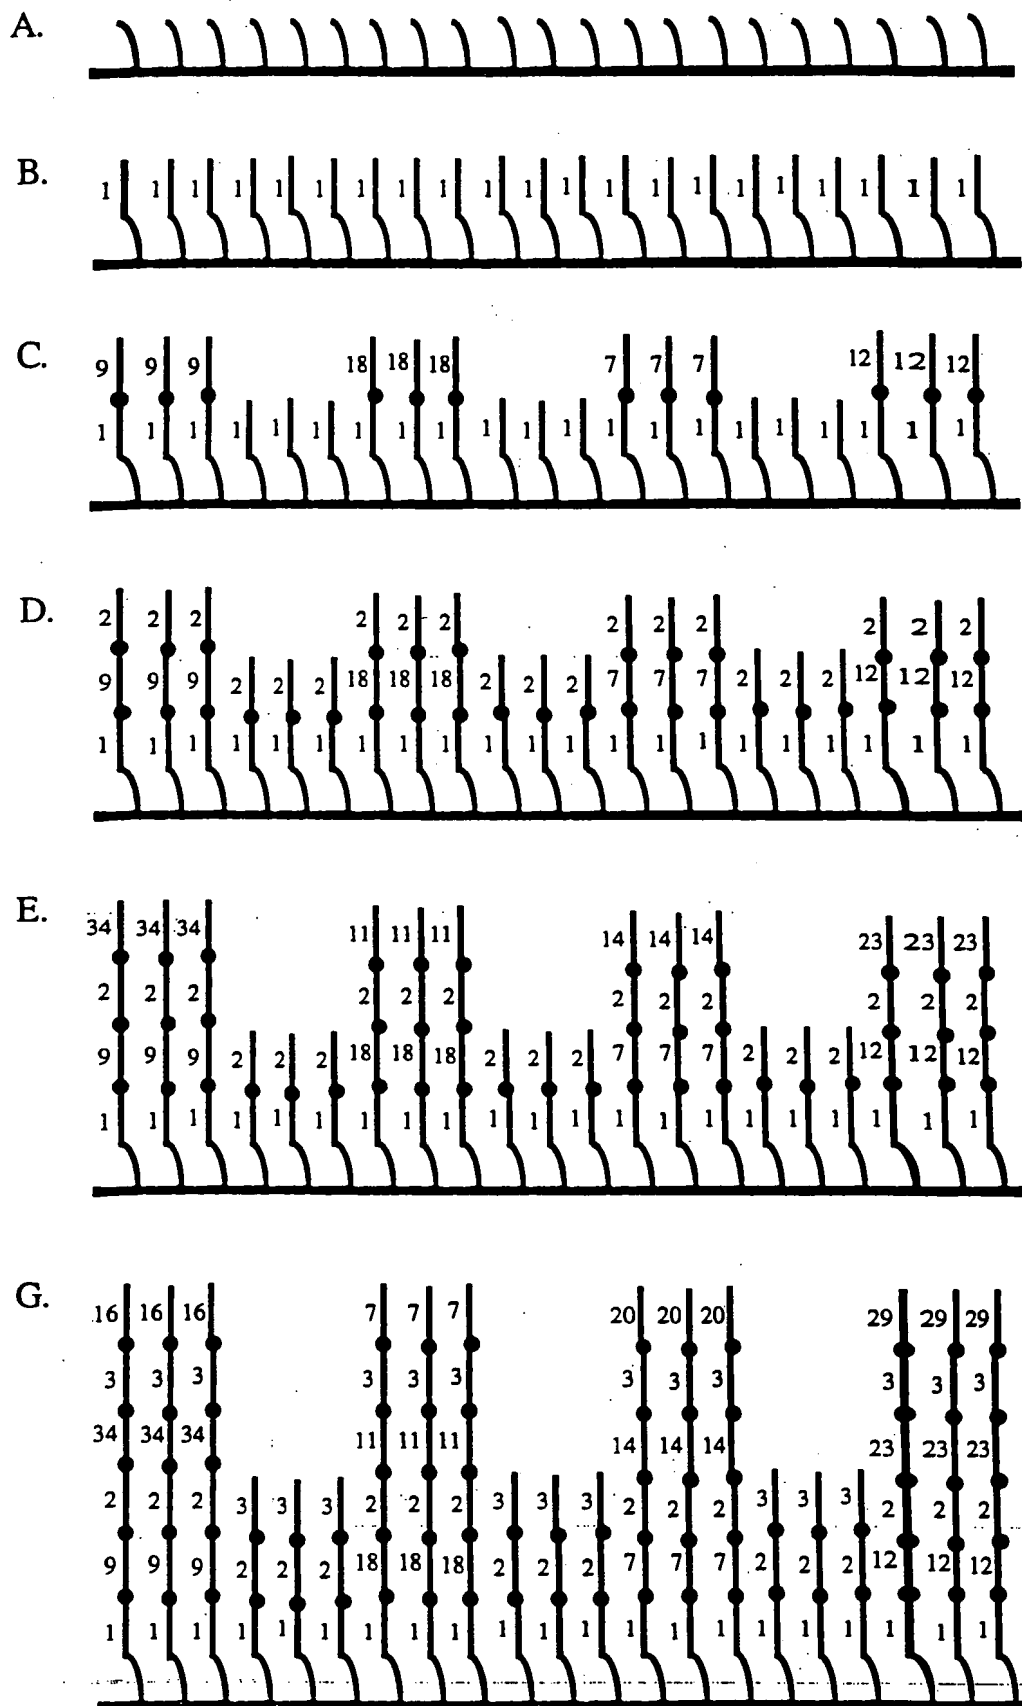 A.
B. 1 1 1 1 1 1 1 1 1 1 1 1 1 1 1 1 1 1 1 1 1
C. 9 9 9 18 18 18 7 7 7 12 12 12
1 1 1 1 1 1 1 1 1 1 1 1 1 1 1 1 1 1 1 1 1
D. 2 2 2 2 2 2 2 2 2 2 2 2
9 9 9 2 2 2 18 18 18 2 2 2 7 7 7 2 2 2 12 12 12
1 1 1 1 1 1 1 1 1 1 1 1 1 1 1 1 1 1 1 1 1
E. 34 34 34 11 11 11 14 14 14 23 23 23
2 2 2 2 2 2 2 2 2 2 2 2
9 9 9 2 2 2 18 18 18 2 2 2 7 7 7 2 2 2 12 12 12
1 1 1 1 1 1 1 1 1 1 1 1 1 1 1 1 1 1 1 1 1
G. 16 16 16 7 7 7 20 20 20 29 29 29
3 3 3 3 3 3 3 3 3 3 3 3
34 34 34 11 11 11 14 14 14 23 23 23
2 2 2 3 3 3 2 2 2 3 3 3 2 2 2 3 3 3 2 2 2
9 9 9 2 2 2 18 18 18 2 2 2 7 7 7 2 2 2 12 12 12
1 1 1 1 1 1 1 1 1 1 1 1 1 1 1 1 1 1 1 1 1